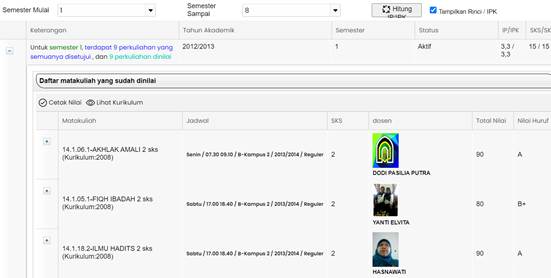 Semester Mulai 1 Semester Sampai 8 Hitung IP/IPK Tampilkan Rinci / IPK
Keterangan Tahun Akademik Semester Status IP/IPK SKS/SK
Untuk semester 1, terdapat 9 perkuliahan yang 2012/2013 1 Aktif 3,3 / 15 / 15
semuanya disetujui , dan 9 perkuliahan dinilai 3,3
Daftar matakuliah yang sudah dinilai
Cetak Nilai Lihat Kurikulum
Matakuliah Jadwal SKS dosen Total Nilai Nilai Huruf
14.1.06.1-AKHLAK AMALI 2 sks
(Kurikulum:2008) Senin / 07.30 09.10 / B-Kampus 2 / 2013/2014 / Reguler 2 90 A
DODI PASILIA PUTRA
14.1.05.1-FIQH IBADAH 2 sks
(Kurikulum:2008) Sabtu / 17.00 18.40 / B-Kampus 2 / 2013/2014 / Reguler 2 80 B+
YANTI ELVITA
14.1.18.2-ILMU HADITS 2 sks
(Kurikulum:2008) Sabtu / 17.00 18.40 / B-Kampus 2 / 2013/2014 / Reguler 2 90 A
HASNAWATI